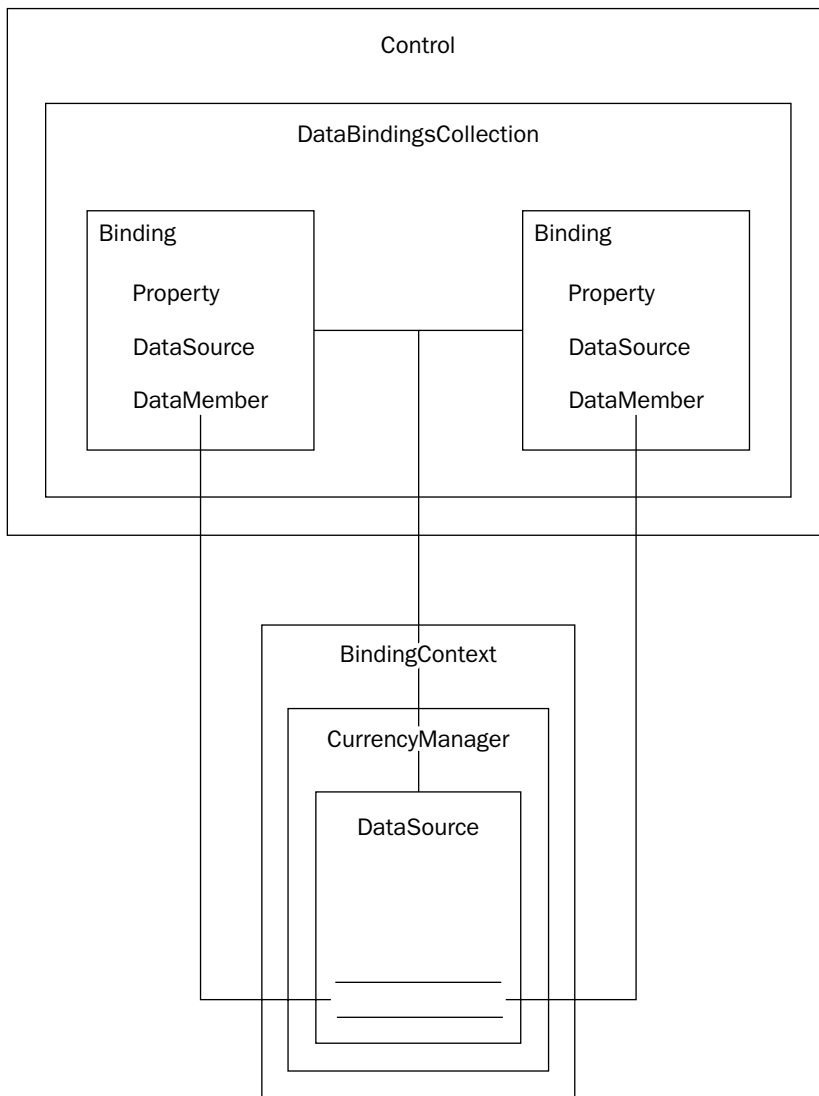 Control
DataBindingsCollection
Binding
Property
DataSource
DataMember
Binding
Property
DataSource
DataMember
BindingContext
CurrencyManager
DataSource